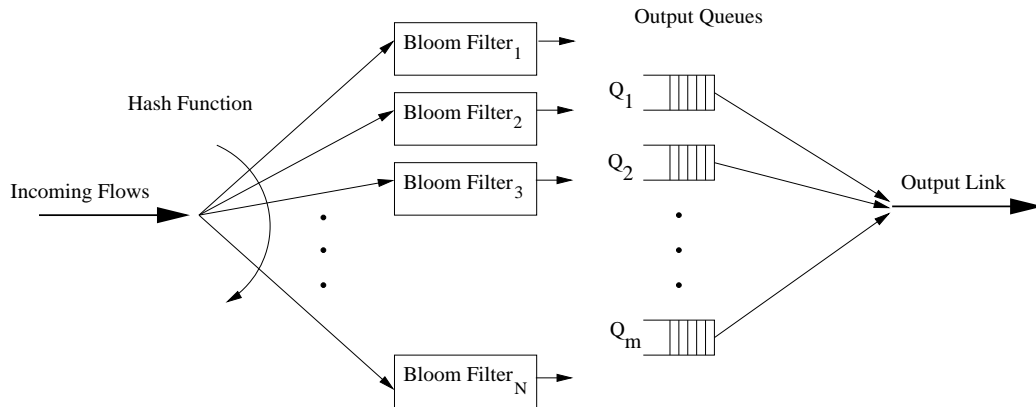 Output Queues
Bloom Filter1
Hash Function
Q1
Bloom Filter2
Q2
Bloom Filter3
Incoming Flows
Output Link
Qm
Bloom FilterN